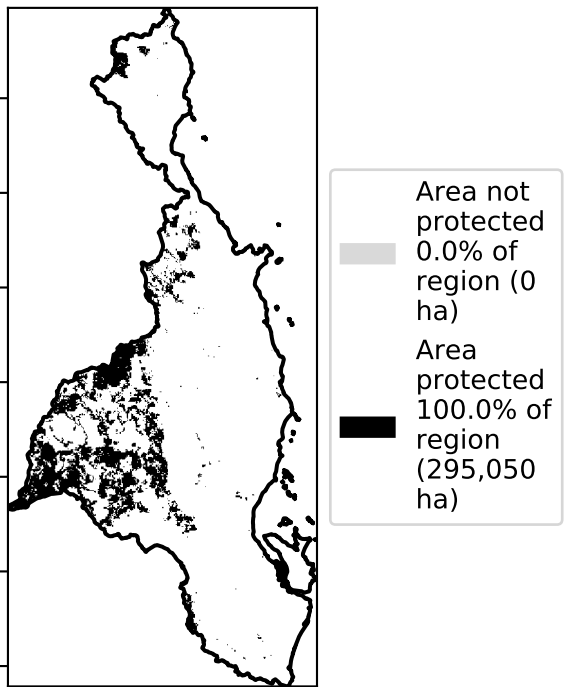 Area not
protected
0.0% of
region (0
ha)
Area
protected
100.0% of
region
(295,050
ha)